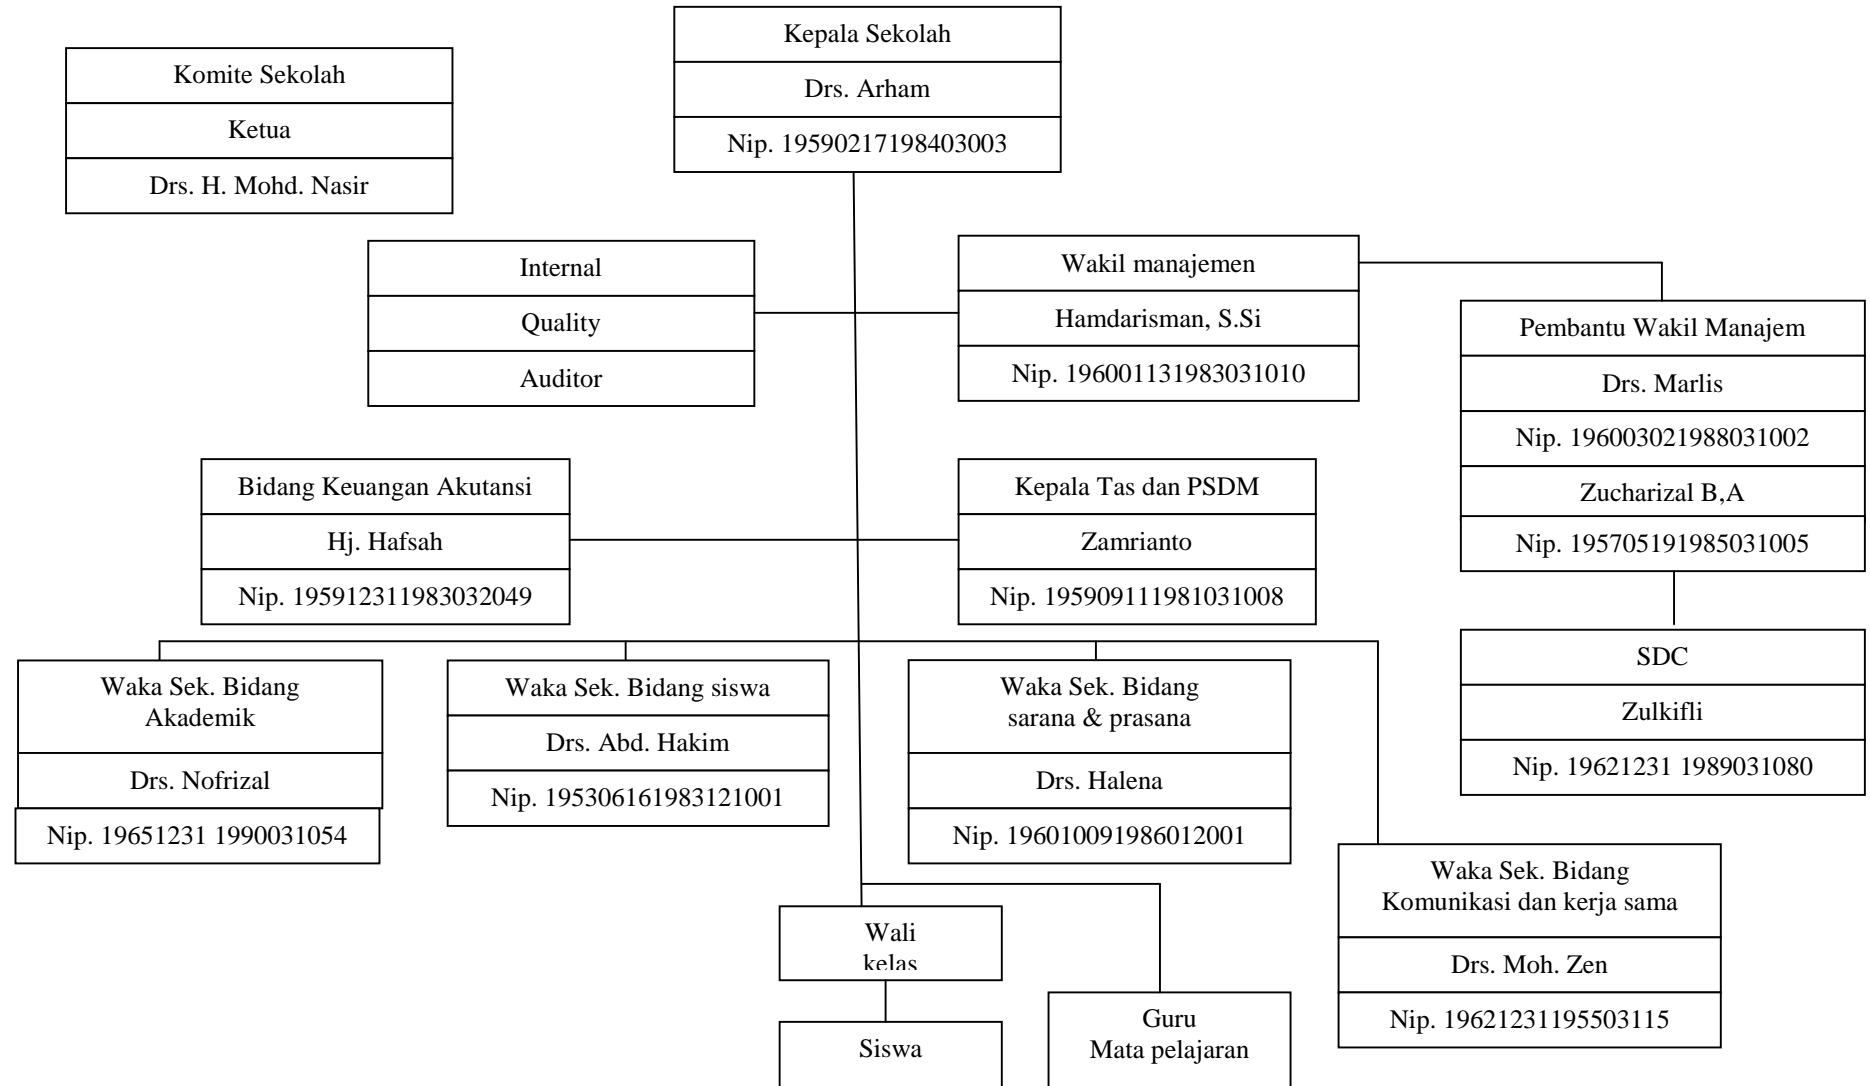 Kepala Sekolah
Drs. Arham
Nip. 19590217198403003
Komite Sekolah
Ketua
Drs. H. Mohd. Nasir
Internal
Quality
Auditor
Wakil manajemen
Hamdarisman, S.Si
Nip. 196001131983031010
Pembantu Wakil Manajem
Drs. Marlis
Nip. 196003021988031002
Zucharizal B,A
Nip. 195705191985031005
Bidang Keuangan Akutansi
Hj. Hafsah
Nip. 195912311983032049
Kepala Tas dan PSDM
Zamrianto
Nip. 195909111981031008
SDC
Zulkifli
Nip. 19621231 1989031080
Waka Sek. Bidang
Akademik
Drs. Nofrizal
Nip. 19651231 1990031054
Waka Sek. Bidang siswa
Drs. Abd. Hakim
Nip. 195306161983121001
Waka Sek. Bidang
sarana & prasana
Drs. Halena
Nip. 196010091986012001
Waka Sek. Bidang
Komunikasi dan kerja sama
Drs. Moh. Zen
Nip. 19621231195503115
Wali
kelas
Siswa
Guru
Mata pelajaran